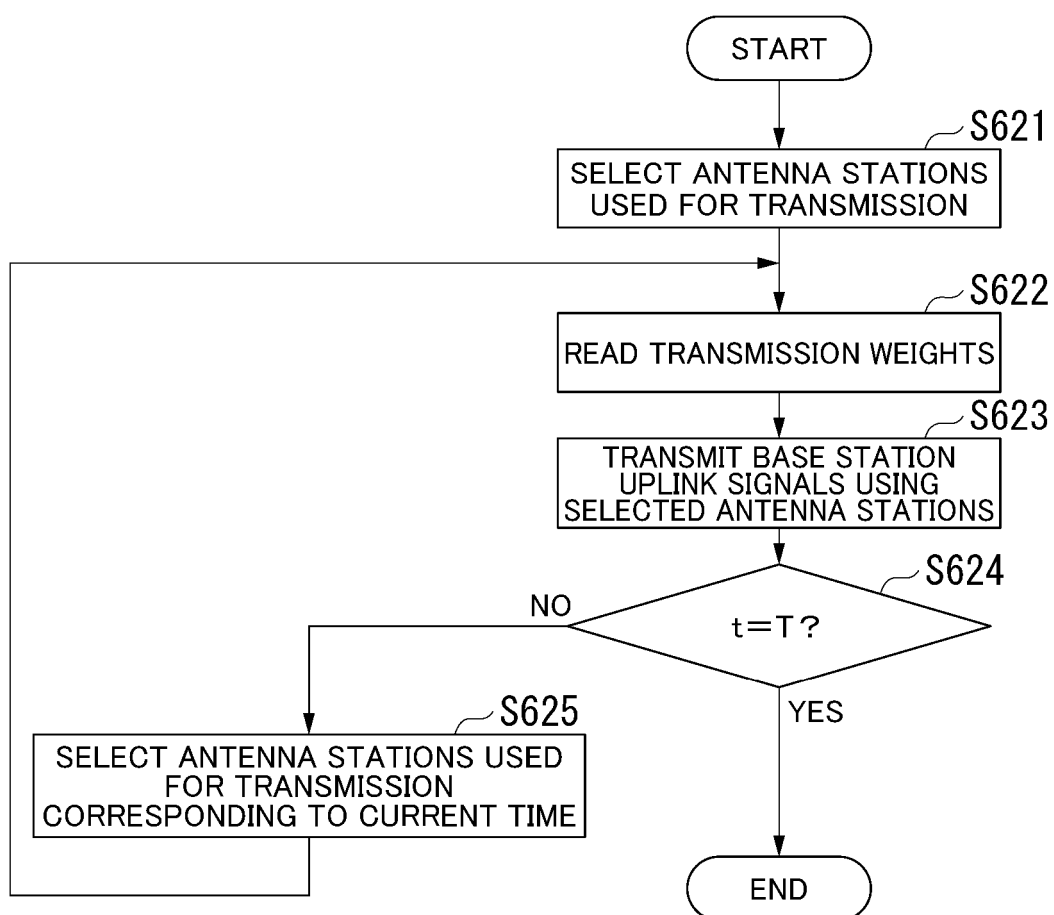 START
S621
SELECT ANTENNA STATIONS
USED FOR TRANSMISSION
S622
READ TRANSMISSION WEIGHTS
S623
TRANSMIT BASE STATION
UPLINK SIGNALS USING
SELECTED ANTENNA STATIONS
S624
t=T?
NO
YES
S625
SELECT ANTENNA STATIONS USED
FOR TRANSMISSION
CORRESPONDING TO CURRENT TIME
END